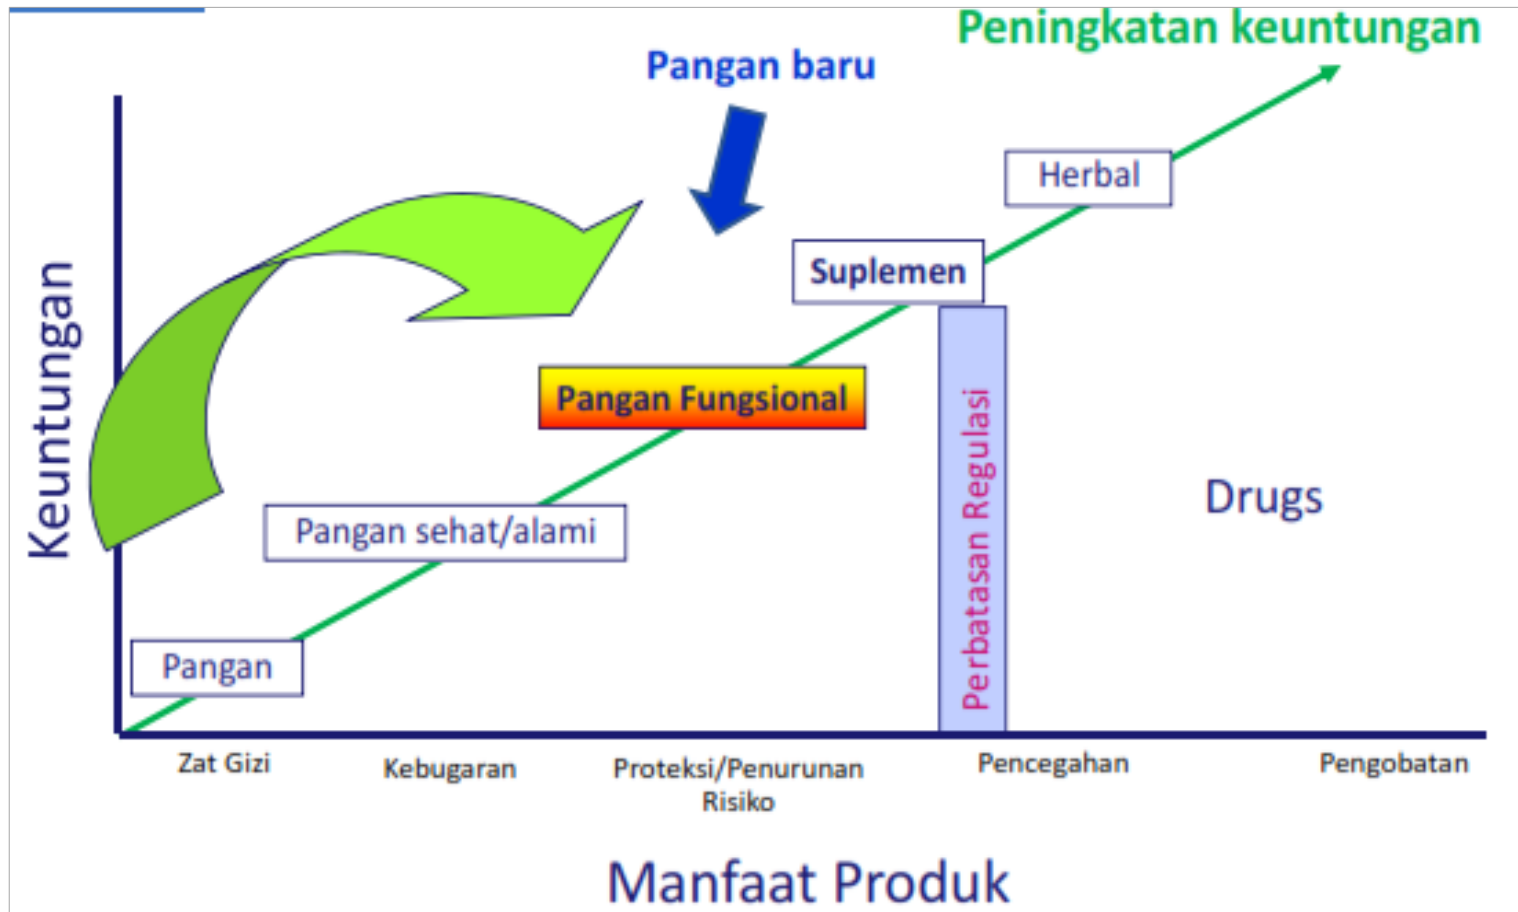 Peningkatan keuntungan
Pangan baru
Herbal
Suplemen
Pangan Fungsional
Pangan sehat/alami
Pangan
Keuntungan
Perbatasan Regulasi
Drugs
Zat Gizi
Kebugaran
Proteksi/Penurunan
Risiko
Pencegahan
Pengobatan
Manfaat Produk